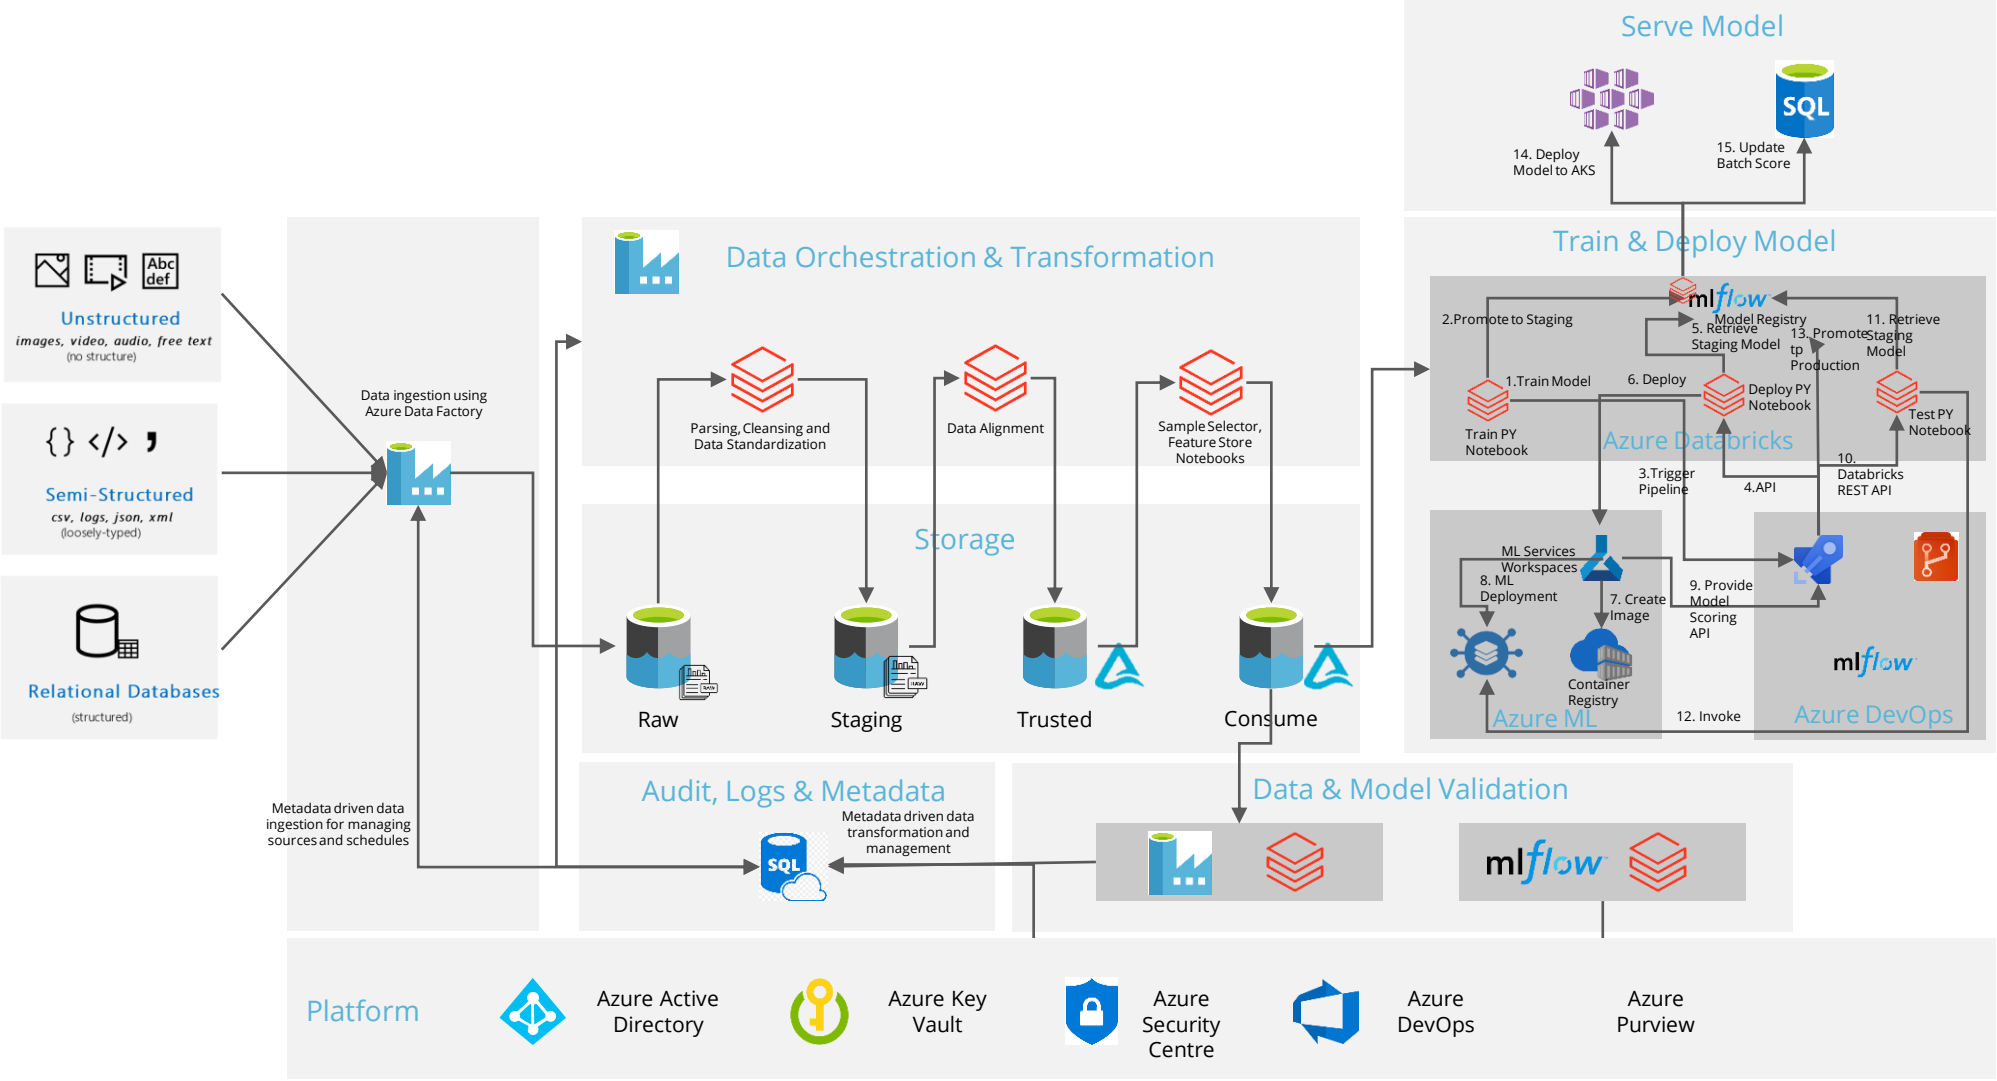 Serve Model
SQL
14. Deploy
Model to AKS
15. Update
Batch Score
Abc
def
Unstructured
images, video, audio, free text
(no structure)
{} </> ,
Semi-Structured
csv, logs, json, xml
(loosely-typed)
Relational Databases
(structured)
Data ingestion using
Azure Data Factory
Metadata driven data
ingestion for managing
sources and schedules
Data Orchestration & Transformation
Parsing, Cleansing and
Data Standardization
Data Alignment
Sample Selector,
Feature Store
Notebooks
Storage
RAW
RAW
Raw
Staging
Trusted
Consume
Train & Deploy Model
mlflow
Model Registry
2.Promote to Staging
5. Retrieve
Staging Model
13. Promote
tp
Production
11. Retrieve
Staging
Model
1.Train Model
6. Deploy
Deploy PY
Notebook
Test PY
Notebook
Train PY
Notebook
Azure Databricks
3.Trigger
Pipeline
4.API
10.
Databricks
REST API
ML Services
Workspaces
8. ML
Deployment
7. Create
Image
9. Provide
Model
Scoring
API
Container
Registry
Azure ML
12. Invoke
mlflow
Azure DevOps
Audit, Logs & Metadata
SQL
Metadata driven data
transformation and
management
Data & Model Validation
mlflow
Platform
Azure Active
Directory
Azure Key
Vault
Azure
Security
Centre
Azure
DevOps
Azure
Purview